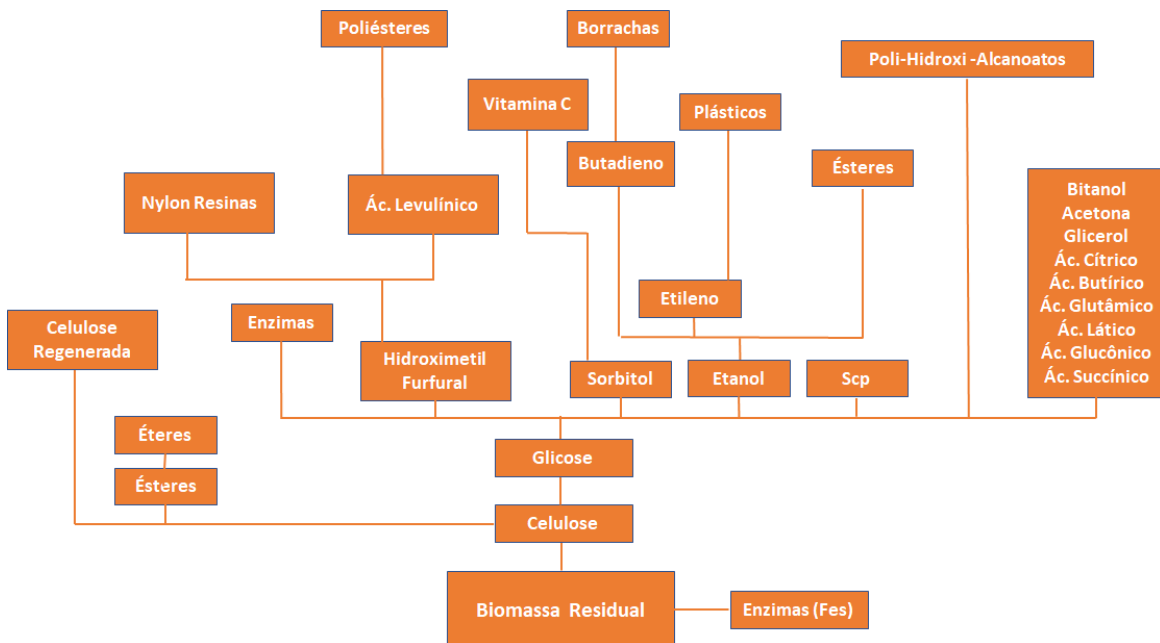 Poliésteres
Borrachas
Poli-Hidroxi -Alcanoatos
Vitamina C
Plásticos
Butadieno
Ésteres
Nylon Resinas
Ác. Levulínico
Bitanol
Acetona
Glicerol
Ác. Cítrico
Ác. Butírico
Ác. Glutâmico
Ác. Lático
Ác. Glucônico
Ác. Succínico
Etileno
Celulose
Regenerada
Enzimas
Hidroximetil
Furfural
Sorbitol
Etanol
Scp
Éteres
Ésteres
Glicose
Celulose
Biomassa Residual
Enzimas (Fes)